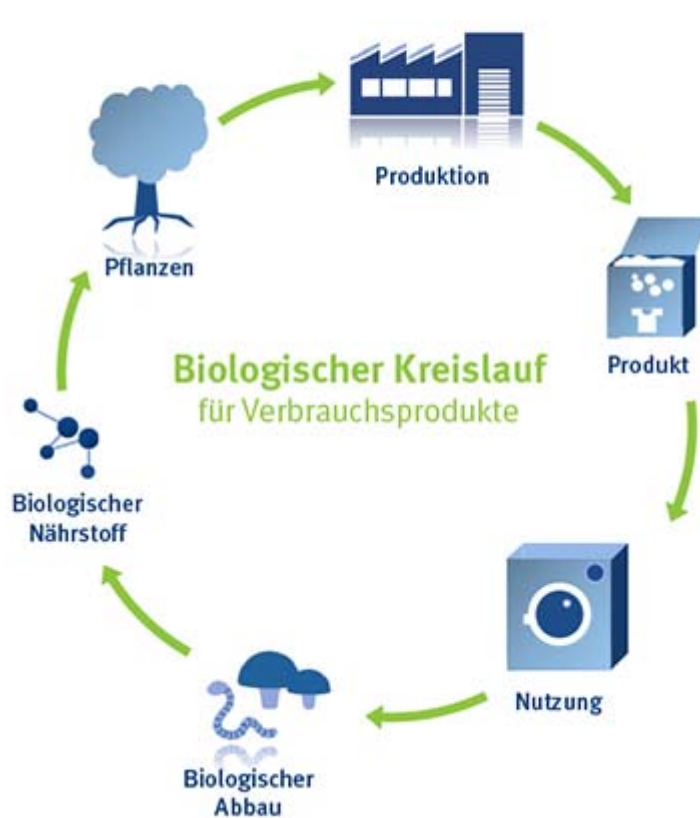 Produktion
Pflanzen
Produkt
Biologischer Kreislauf
für Verbrauchsprodukte
Biologischer
Nährstoff
Nutzung
Biologischer
Abbau